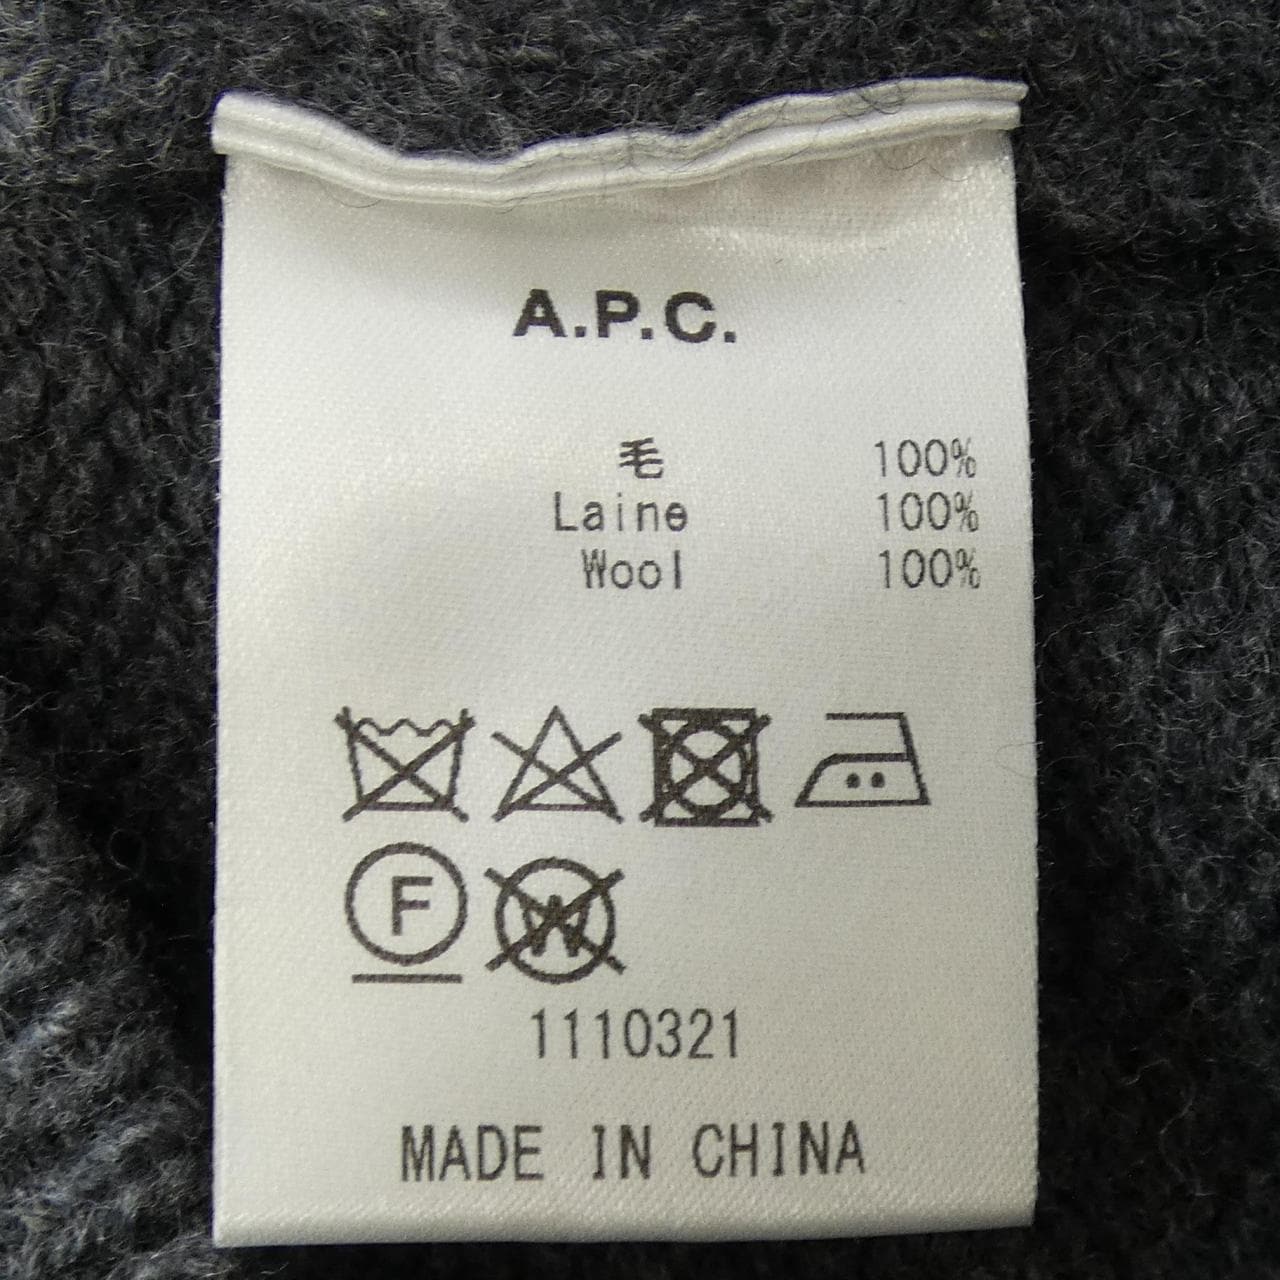 A.P.C.
毛 100%
Laine 100%
Wool 100%
F W
1110321
MADE IN CHINA